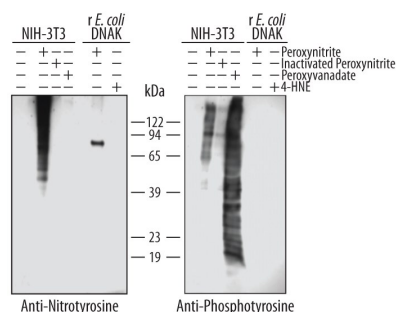 r E. coli r E. coli
NIH-3T3 DNAK NIH-3T3 DNAK
– + – – – + – – + – – – + – Peroxynitrite
– – + – – – – – – + – – – – Inactivated Peroxynitrite
– – – + – – – – – – + – – – Peroxyvanadate
– – – – – – + – – – – – – + 4-HNE
kDa
122
94
65
39
23
19
Anti-Nitrotyrosine Anti-Phosphotyrosine